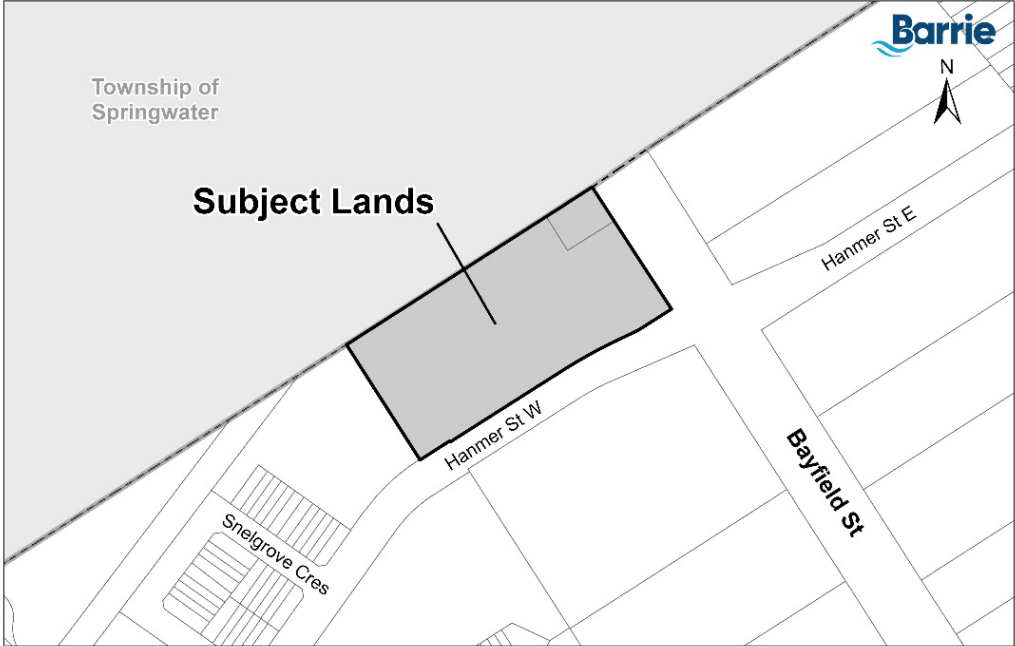 Barrie
Township of
Springwater
N
Subject Lands
Hanmer St E
Hanmer St W
Bayfield St
Snelgrove Cres